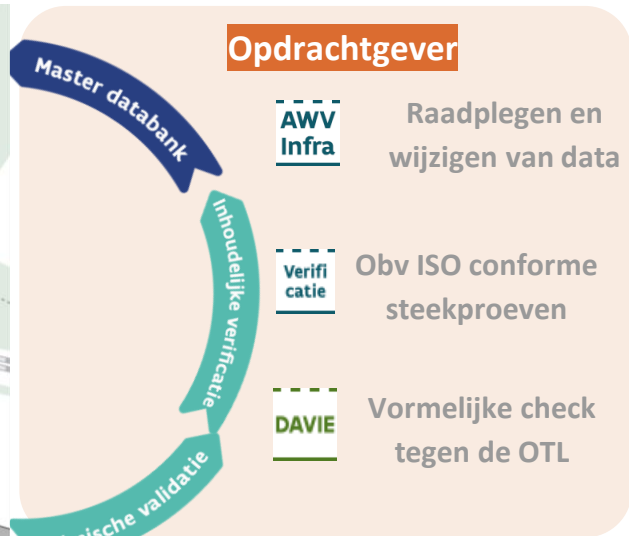 Opdrachtgever
Master databank
AWV
Infra
Raadplegen en
wijzigen van data
Inhoudelijke verificatie
Verifi
catie
Obv ISO conforme
steekproeven
DAVIE
Vormelijke check
tegen de OTL
validatie